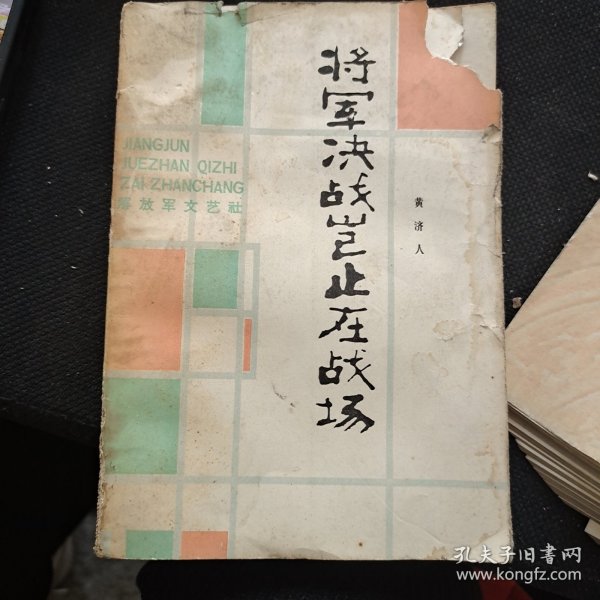 将军决战岂止在战场
黄济人
JIANGJUN
JUEZHAN QIZHI
ZAI ZHANCHANG
解放军文艺社
孔夫子旧书网
www.kongfz.com